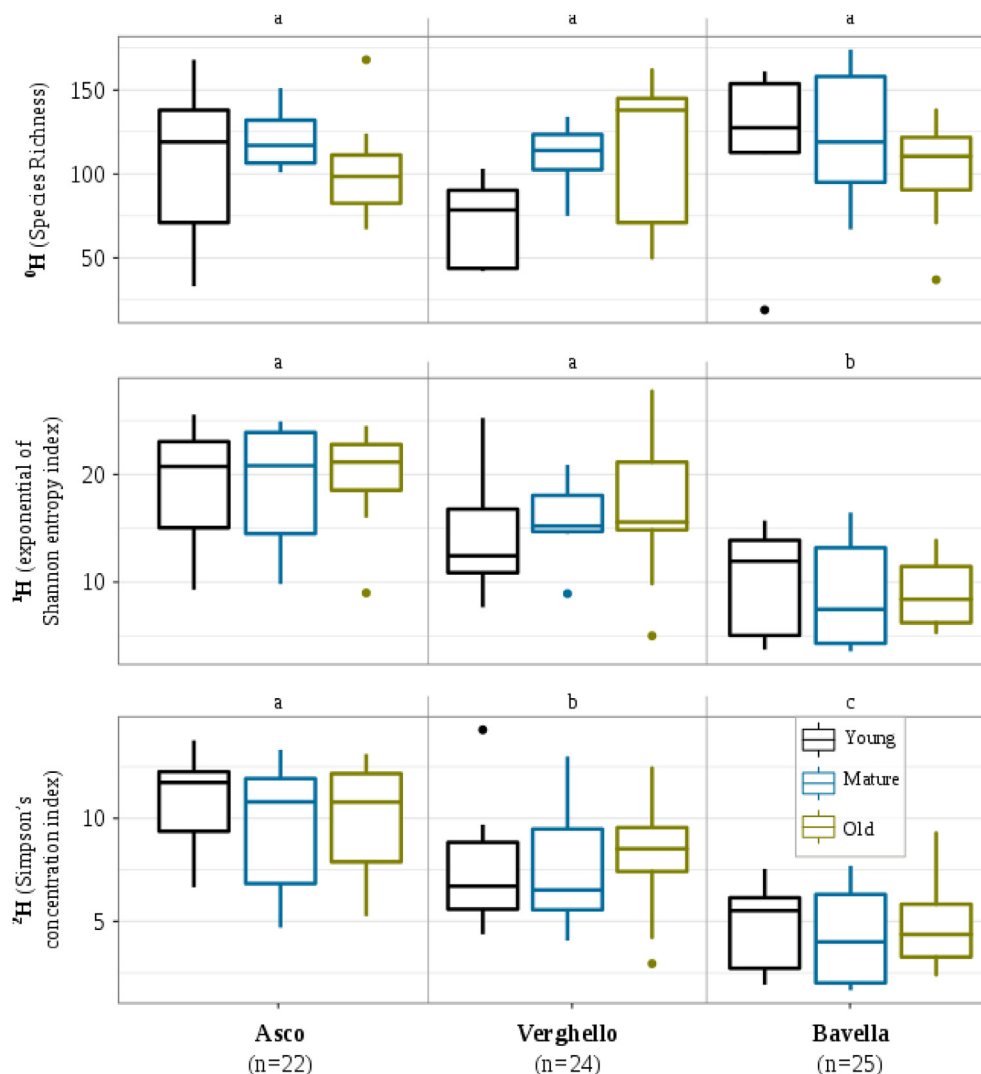 a a a
150
100
50
⁰H (Species Richness)
a a b
20
10
¹H (exponential of
Shannon entropy index)
a b c
10
5
²H (Simpson's
concentration index)
Young
Mature
Old
Asco Verghello Bavella
(n=22) (n=24) (n=25)